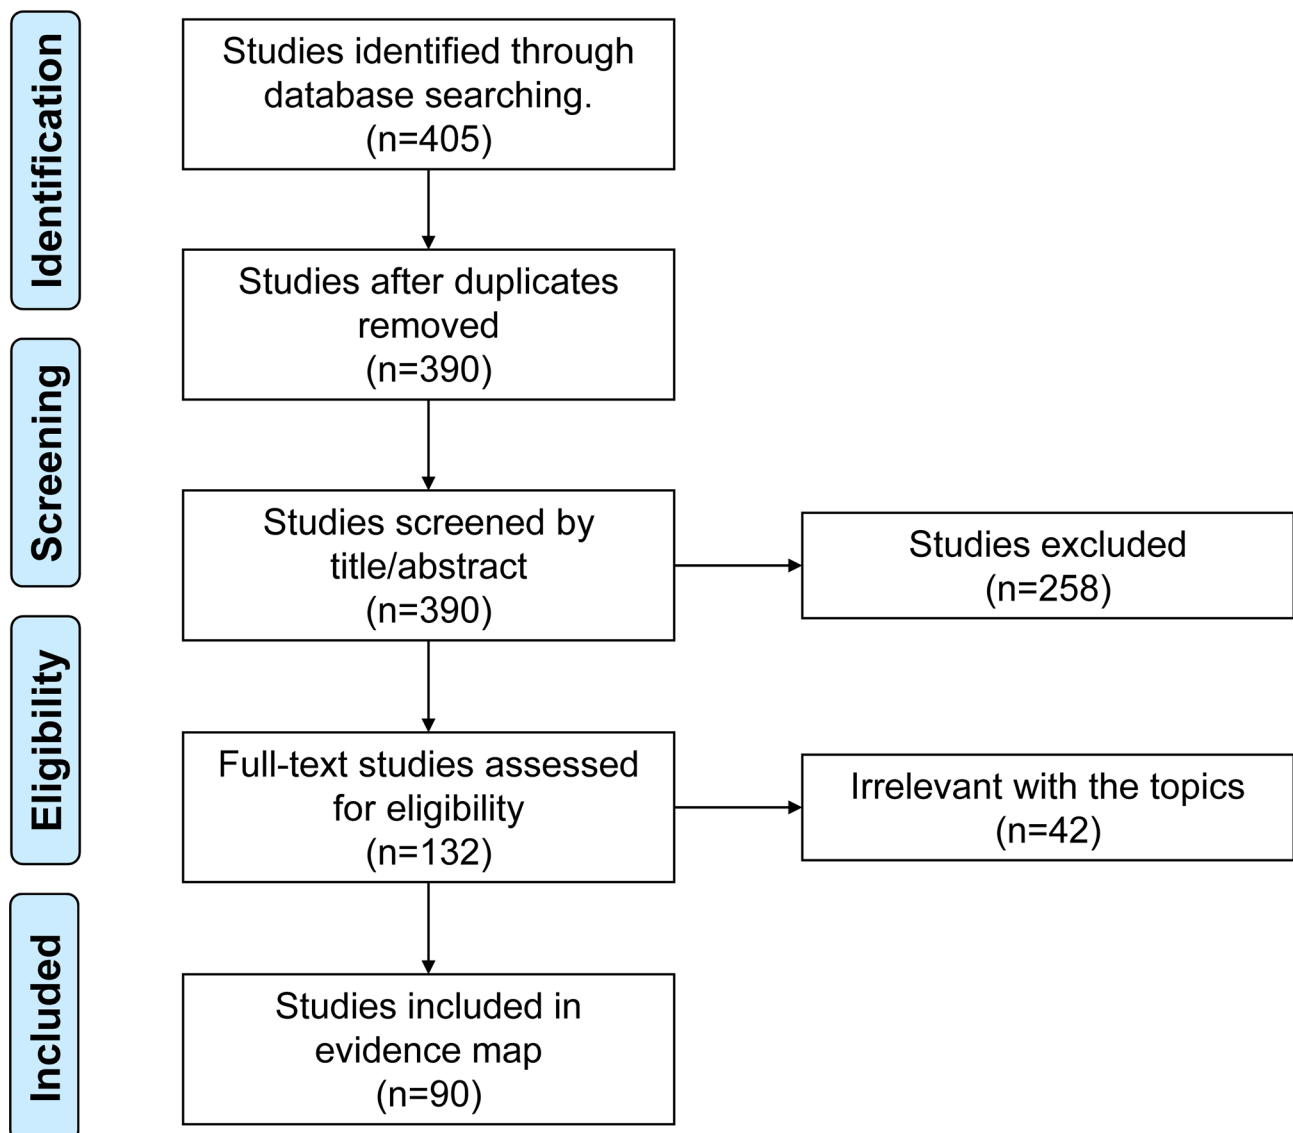 Identification
Studies identified through
database searching.
(n=405)
Studies after duplicates
removed
(n=390)
Screening
Studies screened by
title/abstract
(n=390)
Studies excluded
(n=258)
Eligibility
Full-text studies assessed
for eligibility
(n=132)
Irrelevant with the topics
(n=42)
Included
Studies included in
evidence map
(n=90)